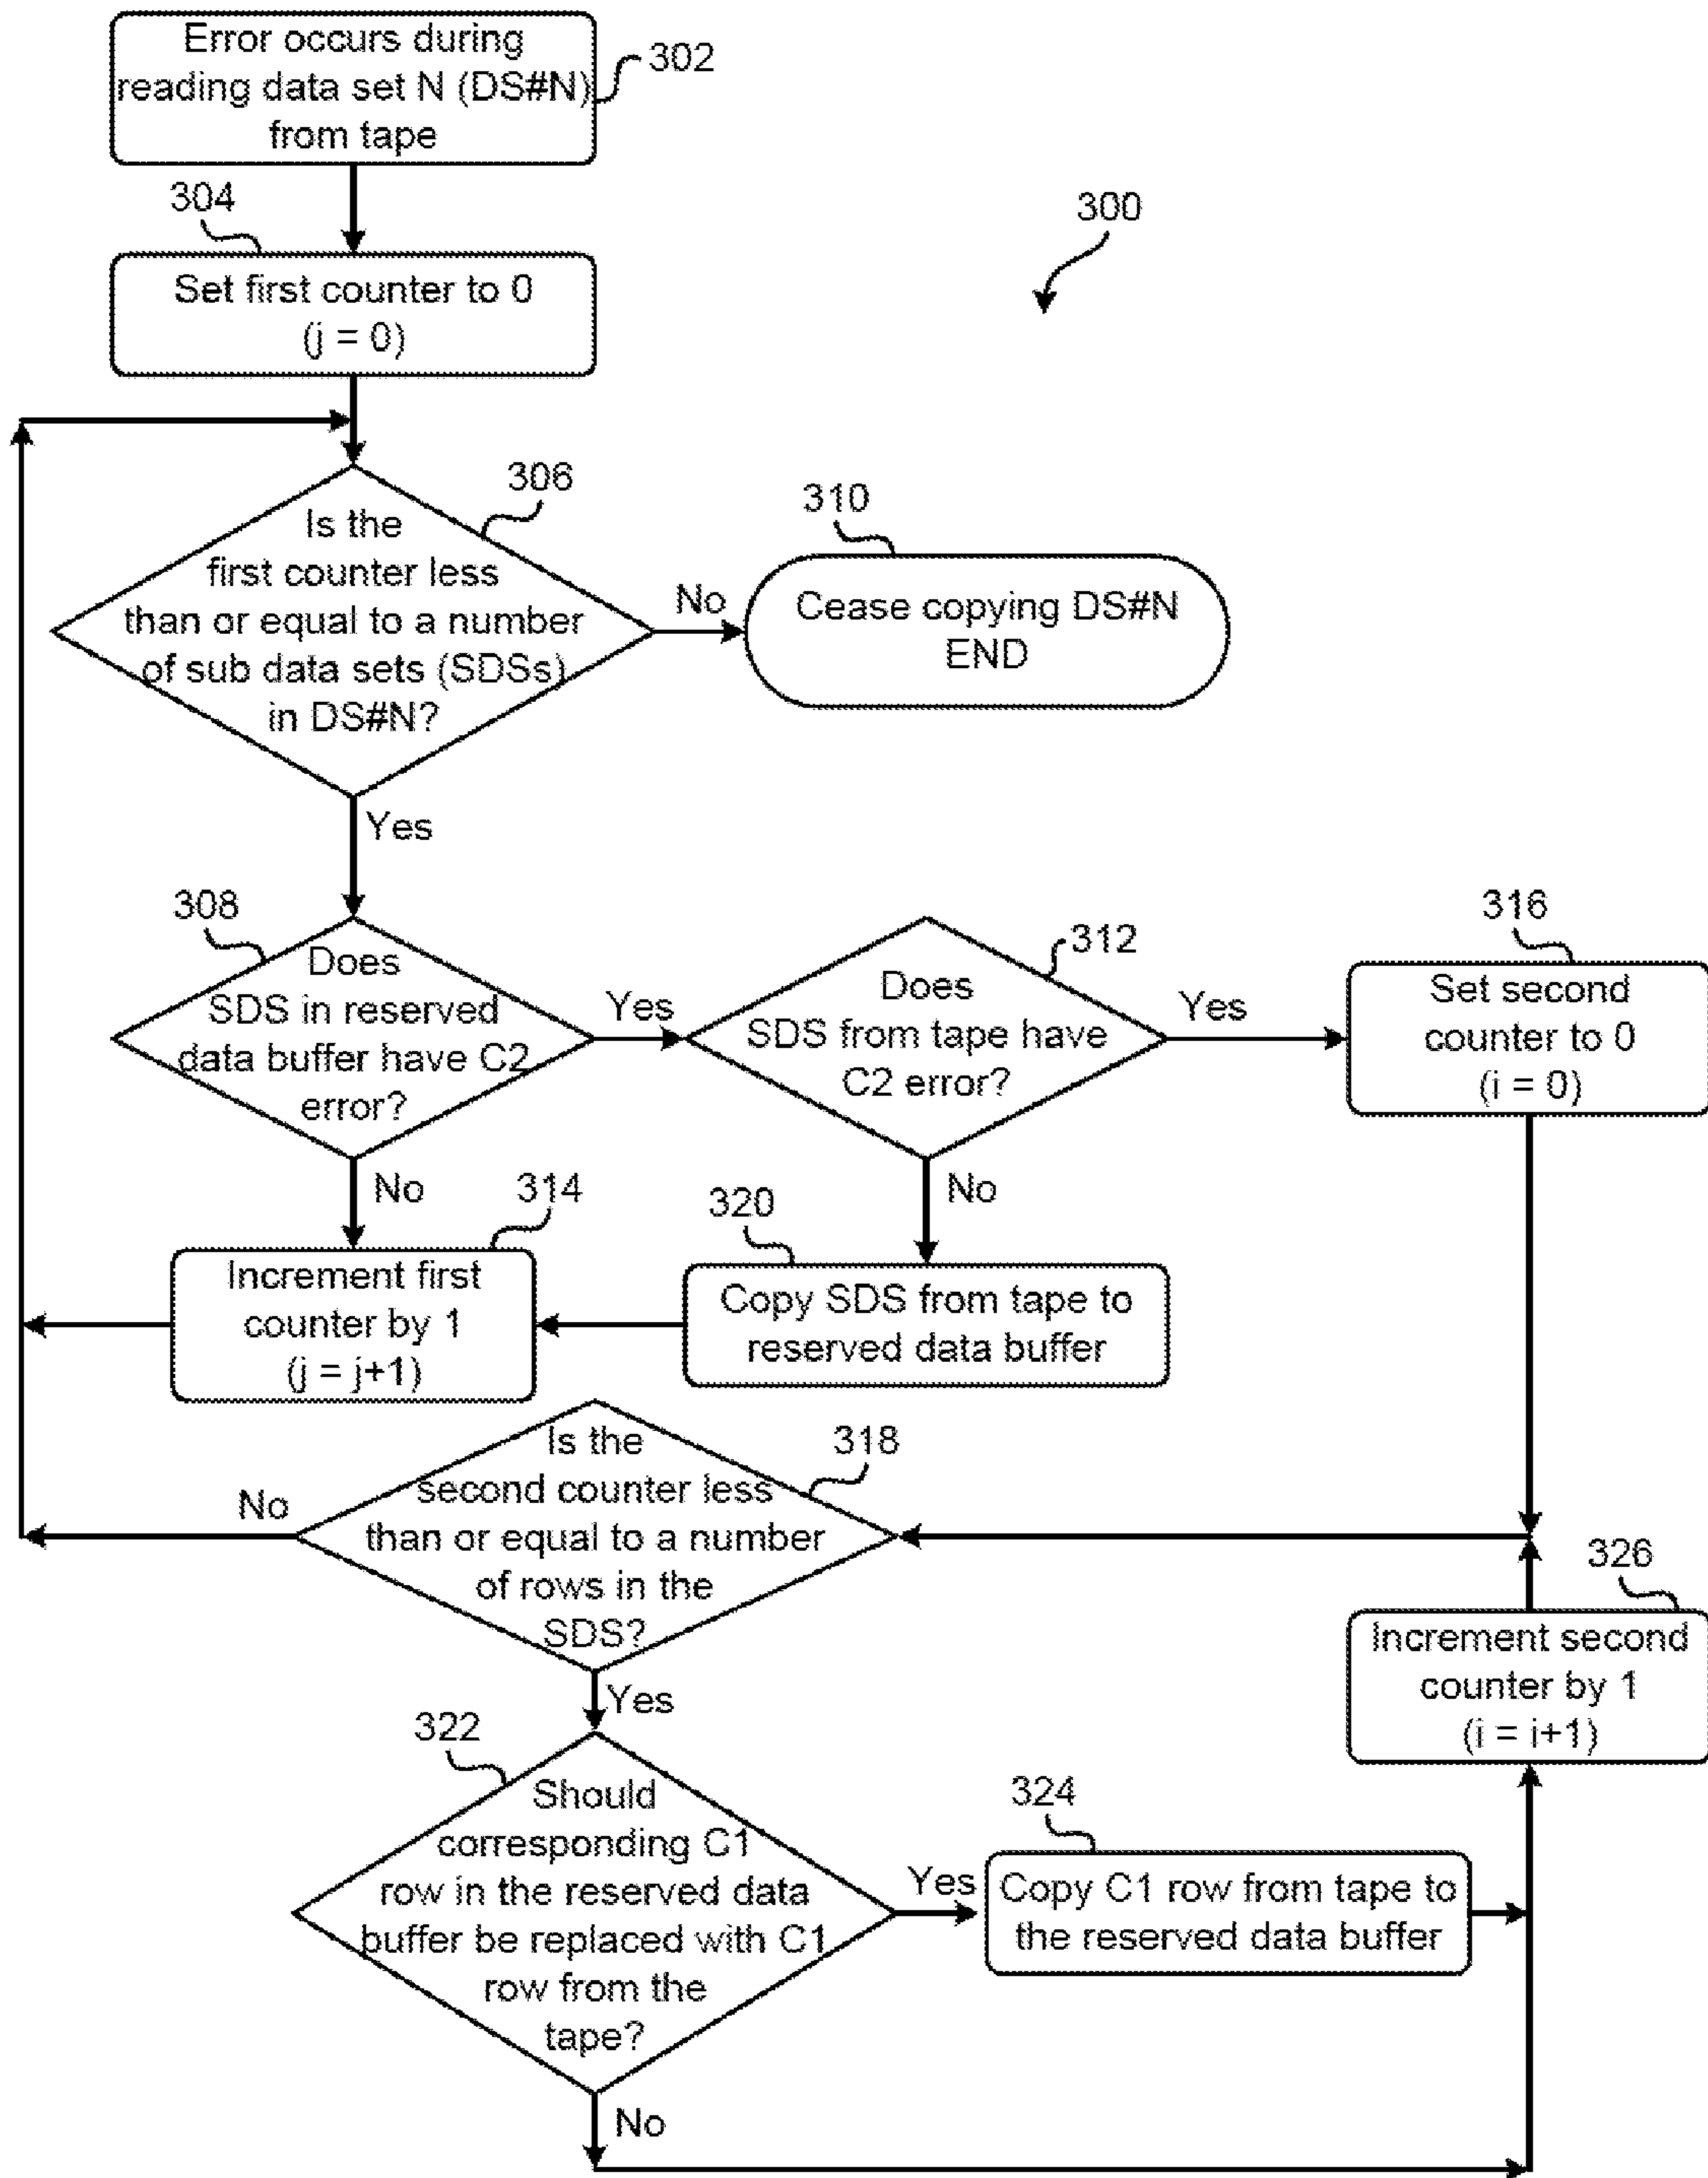 Error occurs during
reading data set N (DS#N)
from tape
302
304
Set first counter to 0
(j = 0)
300
306
Is the
first counter less
than or equal to a number
of sub data sets (SDSs)
in DS#N?
No
310
Cease copying DS#N
END
Yes
308
Does
SDS in reserved
data buffer have C2
error?
Yes
312
Does
SDS from tape have
C2 error?
Yes
316
Set second
counter to 0
(i = 0)
No
314
Increment first
counter by 1
(j = j+1)
No
320
Copy SDS from tape to
reserved data buffer
318
Is the
second counter less
than or equal to a number
of rows in the
SDS?
No
326
Increment second
counter by 1
(i = i+1)
Yes
322
Should
corresponding C1
row in the reserved data
buffer be replaced with C1
row from the
tape?
Yes
324
Copy C1 row from tape to
the reserved data buffer
No